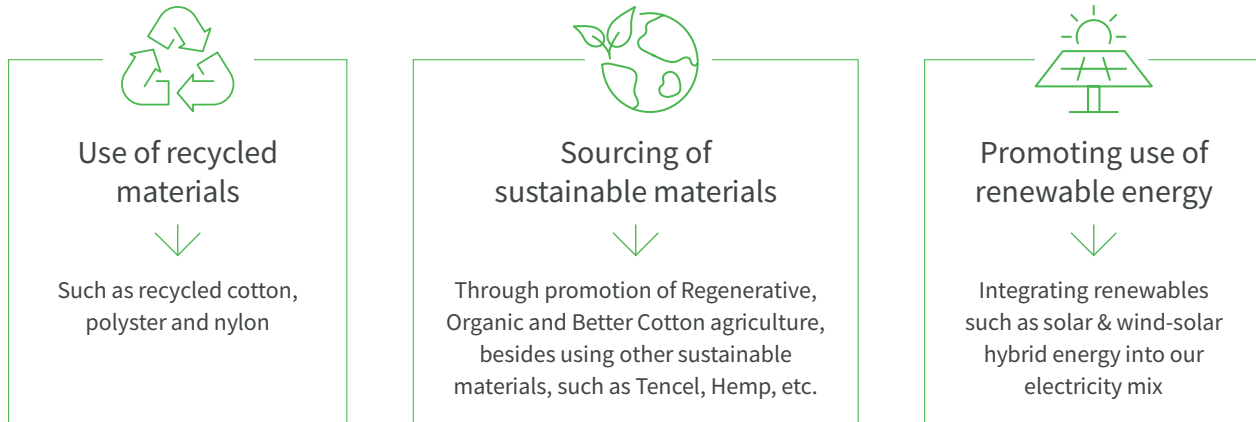 Use of recycled
materials
Such as recycled cotton,
polyster and nylon
Sourcing of
sustainable materials
Through promotion of Regenerative,
Organic and Better Cotton agriculture,
besides using other sustainable
materials, such as Tencel, Hemp, etc.
Promoting use of
renewable energy
Integrating renewables
such as solar & wind-solar
hybrid energy into our
electricity mix